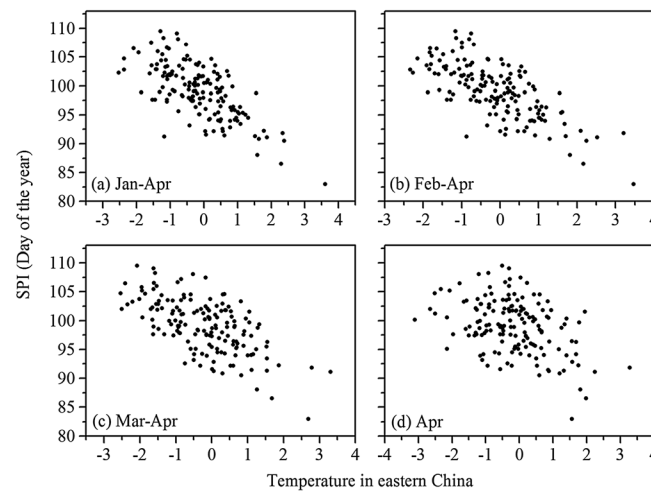 110
105
100
95
90
85
80
(a) Jan-Apr
-3 -2 -1 0 1 2 3 4
(b) Feb-Apr
-3 -2 -1 0 1 2 3 4
SPI (Day of the year)
110
105
100
95
90
85
80
(c) Mar-Apr
-3 -2 -1 0 1 2 3 4
(d) Apr
-4 -3 -2 -1 0 1 2 3 4
Temperature in eastern China